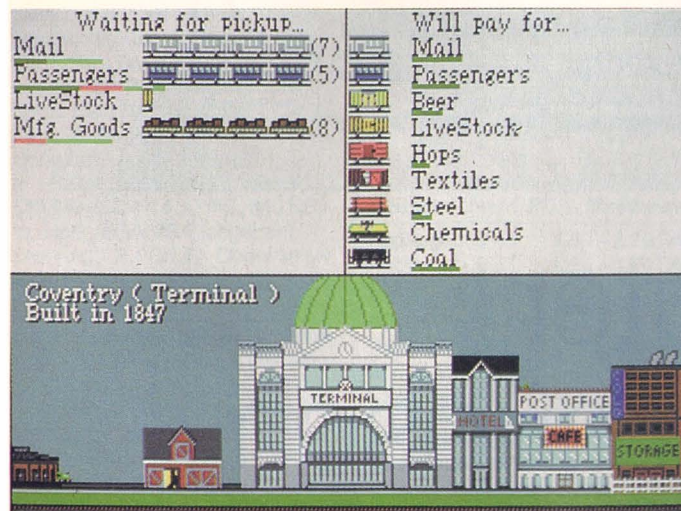 Waiting for pickup...
Mail (7)
Passengers (5)
LiveStock
Mfg. Goods (8)
Will pay for...
Mail
Passengers
Beer
LiveStock
Hops
Textiles
Steel
Chemicals
Coal
Coventry ( Terminal )
Built in 1847
TERMINAL
HOTEL
POST OFFICE
CAFE
STORAGE